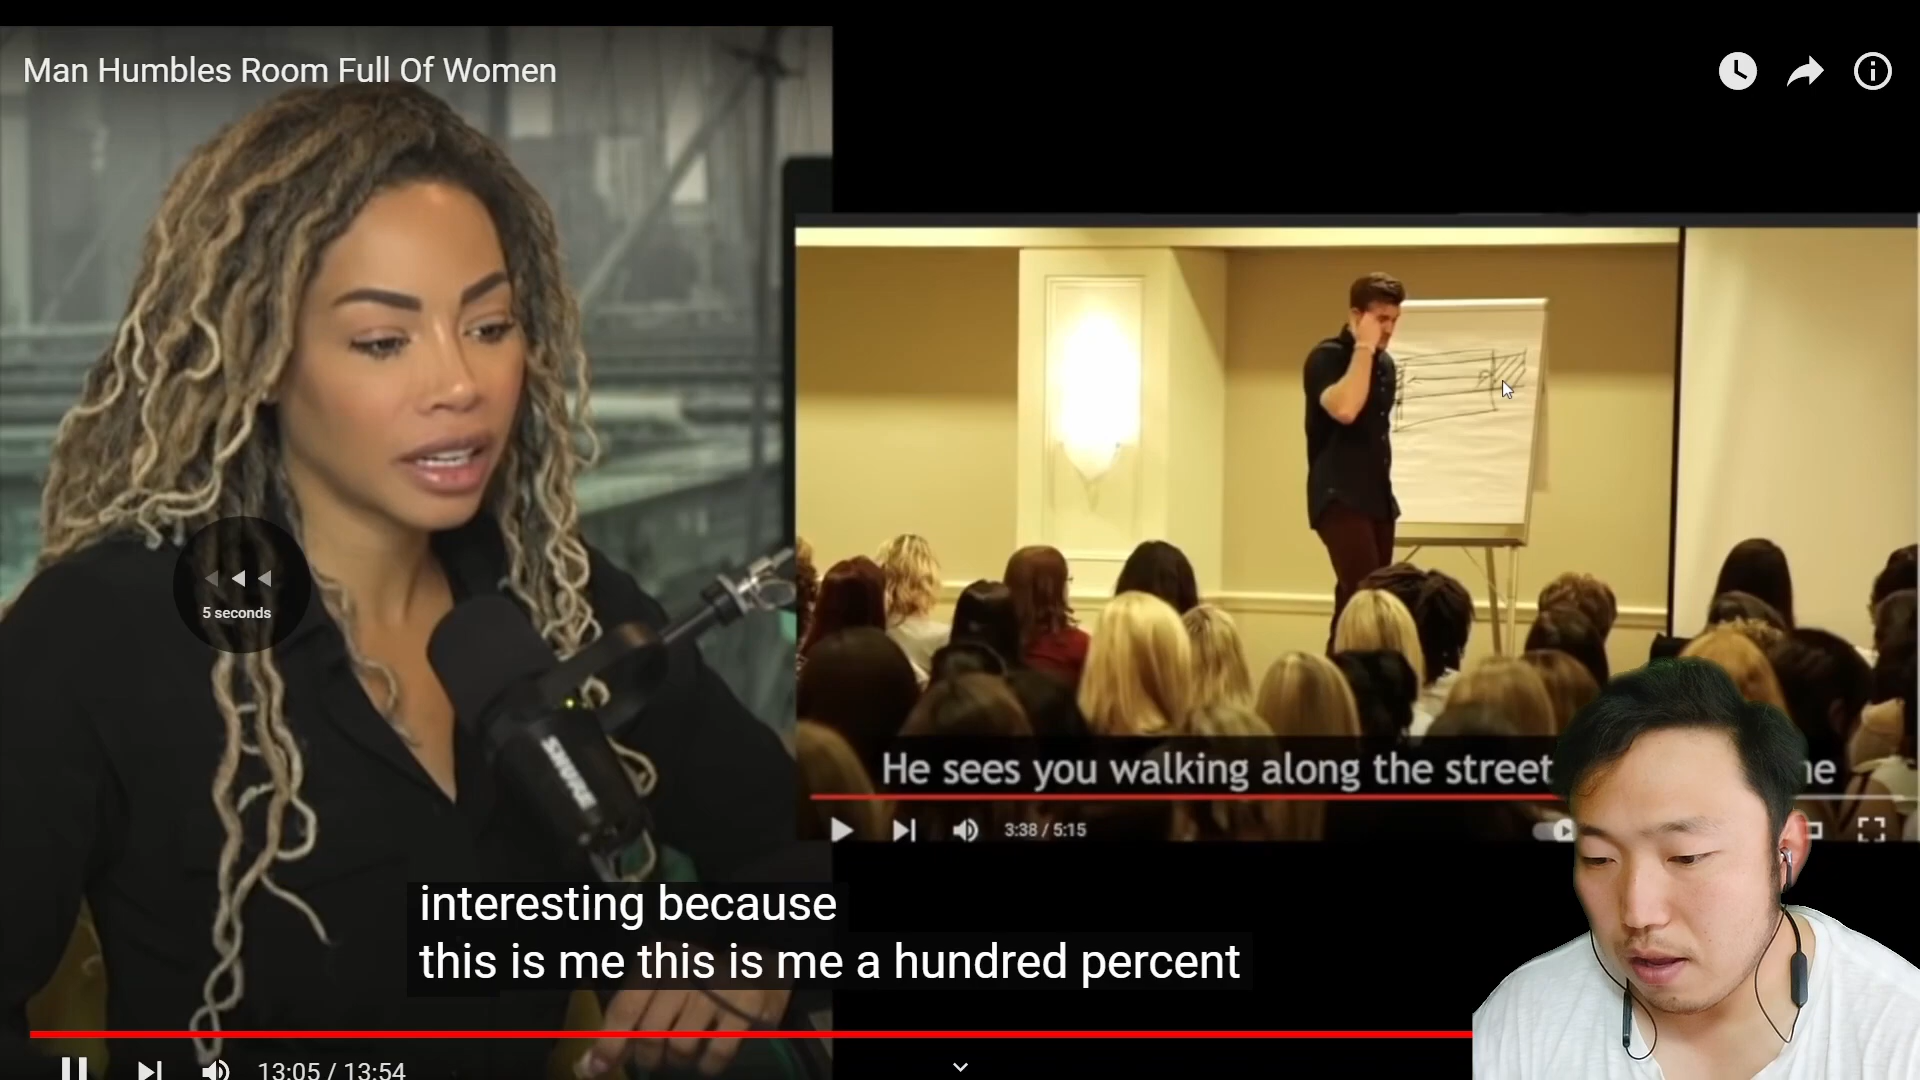 Man Humbles Room Full Of Women
5 seconds
SHURE
He sees you walking along the street
3:38 / 5:15
interesting because
this is me this is me a hundred percent
13:05 / 13:54